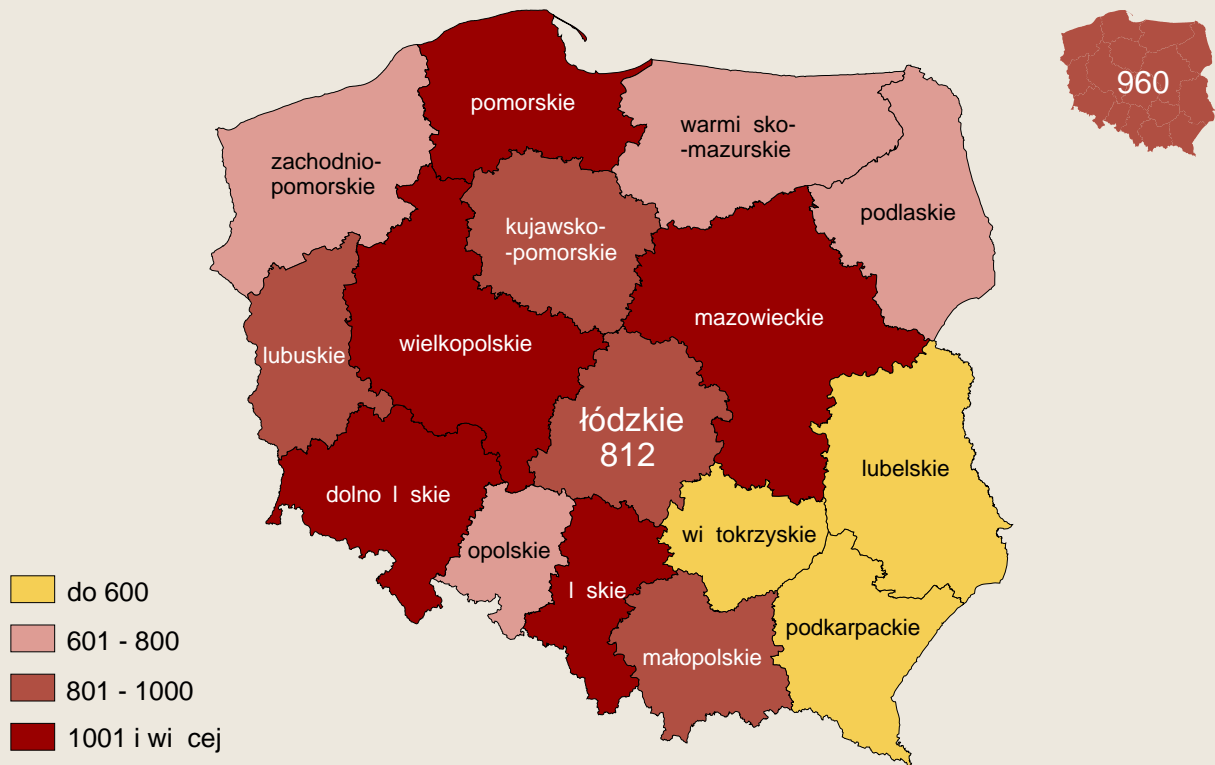 pomorskie
960
warmi sko-
-mazurskie
zachodnio-
pomorskie
podlaskie
kujawsko-
-pomorskie
mazowieckie
wielkopolskie
lubuskie
łódzkie
812
lubelskie
dolno l skie
wi tokrzyskie
opolskie
l skie
podkarpackie
małopolskie
do 600
601 - 800
801 - 1000
1001 i wi cej